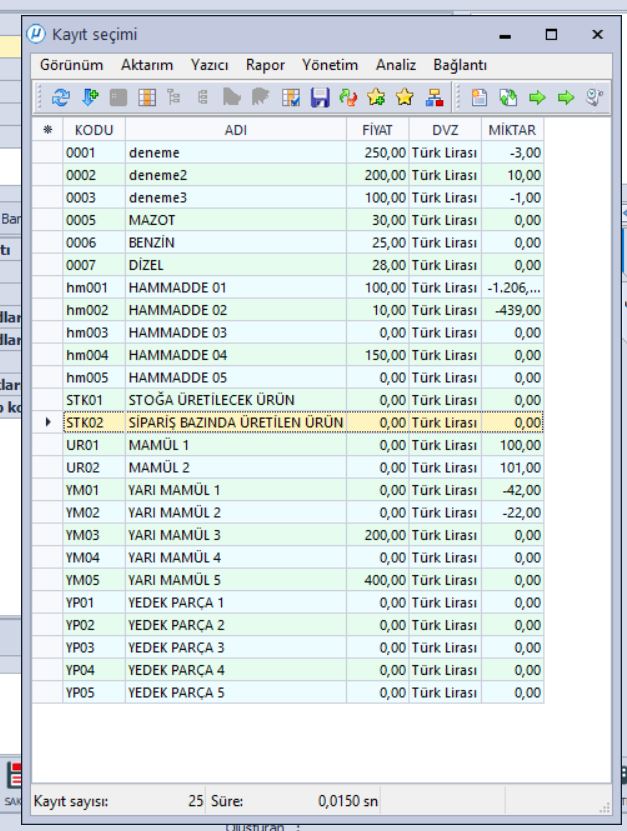 Kayıt seçimi
Görünüm Aktarım Yazıcı Rapor Yönetim Analiz Bağlantı
KODU ADI FİYAT DVZ MİKTAR
0001 deneme 250,00 Türk Lirası -3,00
0002 deneme2 200,00 Türk Lirası 10,00
0003 deneme3 100,00 Türk Lirası -1,00
0005 MAZOT 30,00 Türk Lirası 0,00
0006 BENZİN 25,00 Türk Lirası 0,00
0007 DİZEL 28,00 Türk Lirası 0,00
hm001 HAMMADDE 01 100,00 Türk Lirası -1.206,...
hm002 HAMMADDE 02 10,00 Türk Lirası -439,00
hm003 HAMMADDE 03 0,00 Türk Lirası 0,00
hm004 HAMMADDE 04 150,00 Türk Lirası 0,00
hm005 HAMMADDE 05 0,00 Türk Lirası 0,00
STK01 STOĞA ÜRETİLECEK ÜRÜN 0,00 Türk Lirası 0,00
STK02 SİPARİŞ BAZINDA ÜRETİLEN ÜRÜN 0,00 Türk Lirası 0,00
UR01 MAMÜL 1 0,00 Türk Lirası 100,00
UR02 MAMÜL 2 0,00 Türk Lirası 101,00
YM01 YARI MAMÜL 1 0,00 Türk Lirası -42,00
YM02 YARI MAMÜL 2 0,00 Türk Lirası -22,00
YM03 YARI MAMÜL 3 200,00 Türk Lirası 0,00
YM04 YARI MAMÜL 4 0,00 Türk Lirası 0,00
YM05 YARI MAMÜL 5 400,00 Türk Lirası 0,00
YP01 YEDEK PARÇA 1 0,00 Türk Lirası 0,00
YP02 YEDEK PARÇA 2 0,00 Türk Lirası 0,00
YP03 YEDEK PARÇA 3 0,00 Türk Lirası 0,00
YP04 YEDEK PARÇA 4 0,00 Türk Lirası 0,00
YP05 YEDEK PARÇA 5 0,00 Türk Lirası 0,00
Kayıt sayısı: 25 Süre: 0,0150 sn